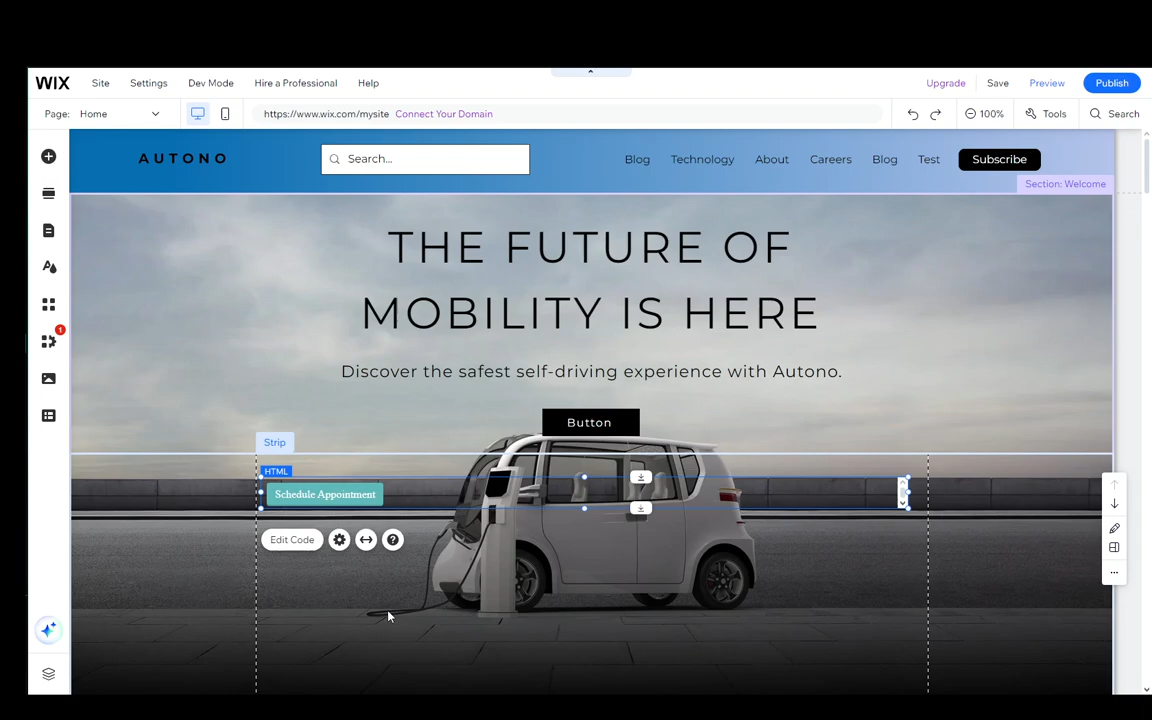 WIX Site Settings Dev Mode Hire a Professional Help Upgrade Save Preview Publish
Page: Home https://www.wix.com/mysite Connect Your Domain 100% Tools Search
AUTONO Search... Blog Technology About Careers Blog Test Subscribe
Section: Welcome
THE FUTURE OF
MOBILITY IS HERE
1
Discover the safest self-driving experience with Autono.
Button
Strip
HTML
Schedule Appointment
Edit Code